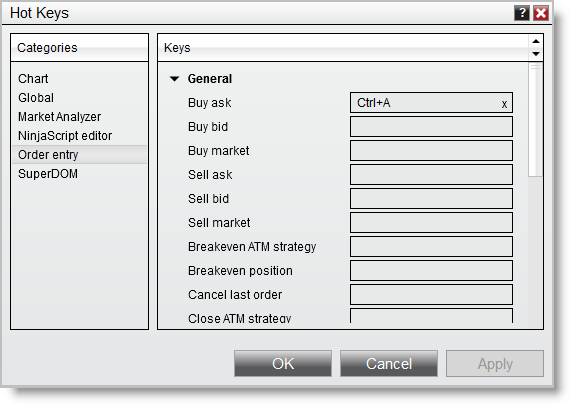 Hot Keys
?
Categories
Keys
Chart
Global
Market Analyzer
NinjaScript editor
Order entry
SuperDOM
General
Buy ask Ctrl+A x
Buy bid
Buy market
Sell ask
Sell bid
Sell market
Breakeven ATM strategy
Breakeven position
Cancel last order
Close ATM strategy
OK Cancel Apply